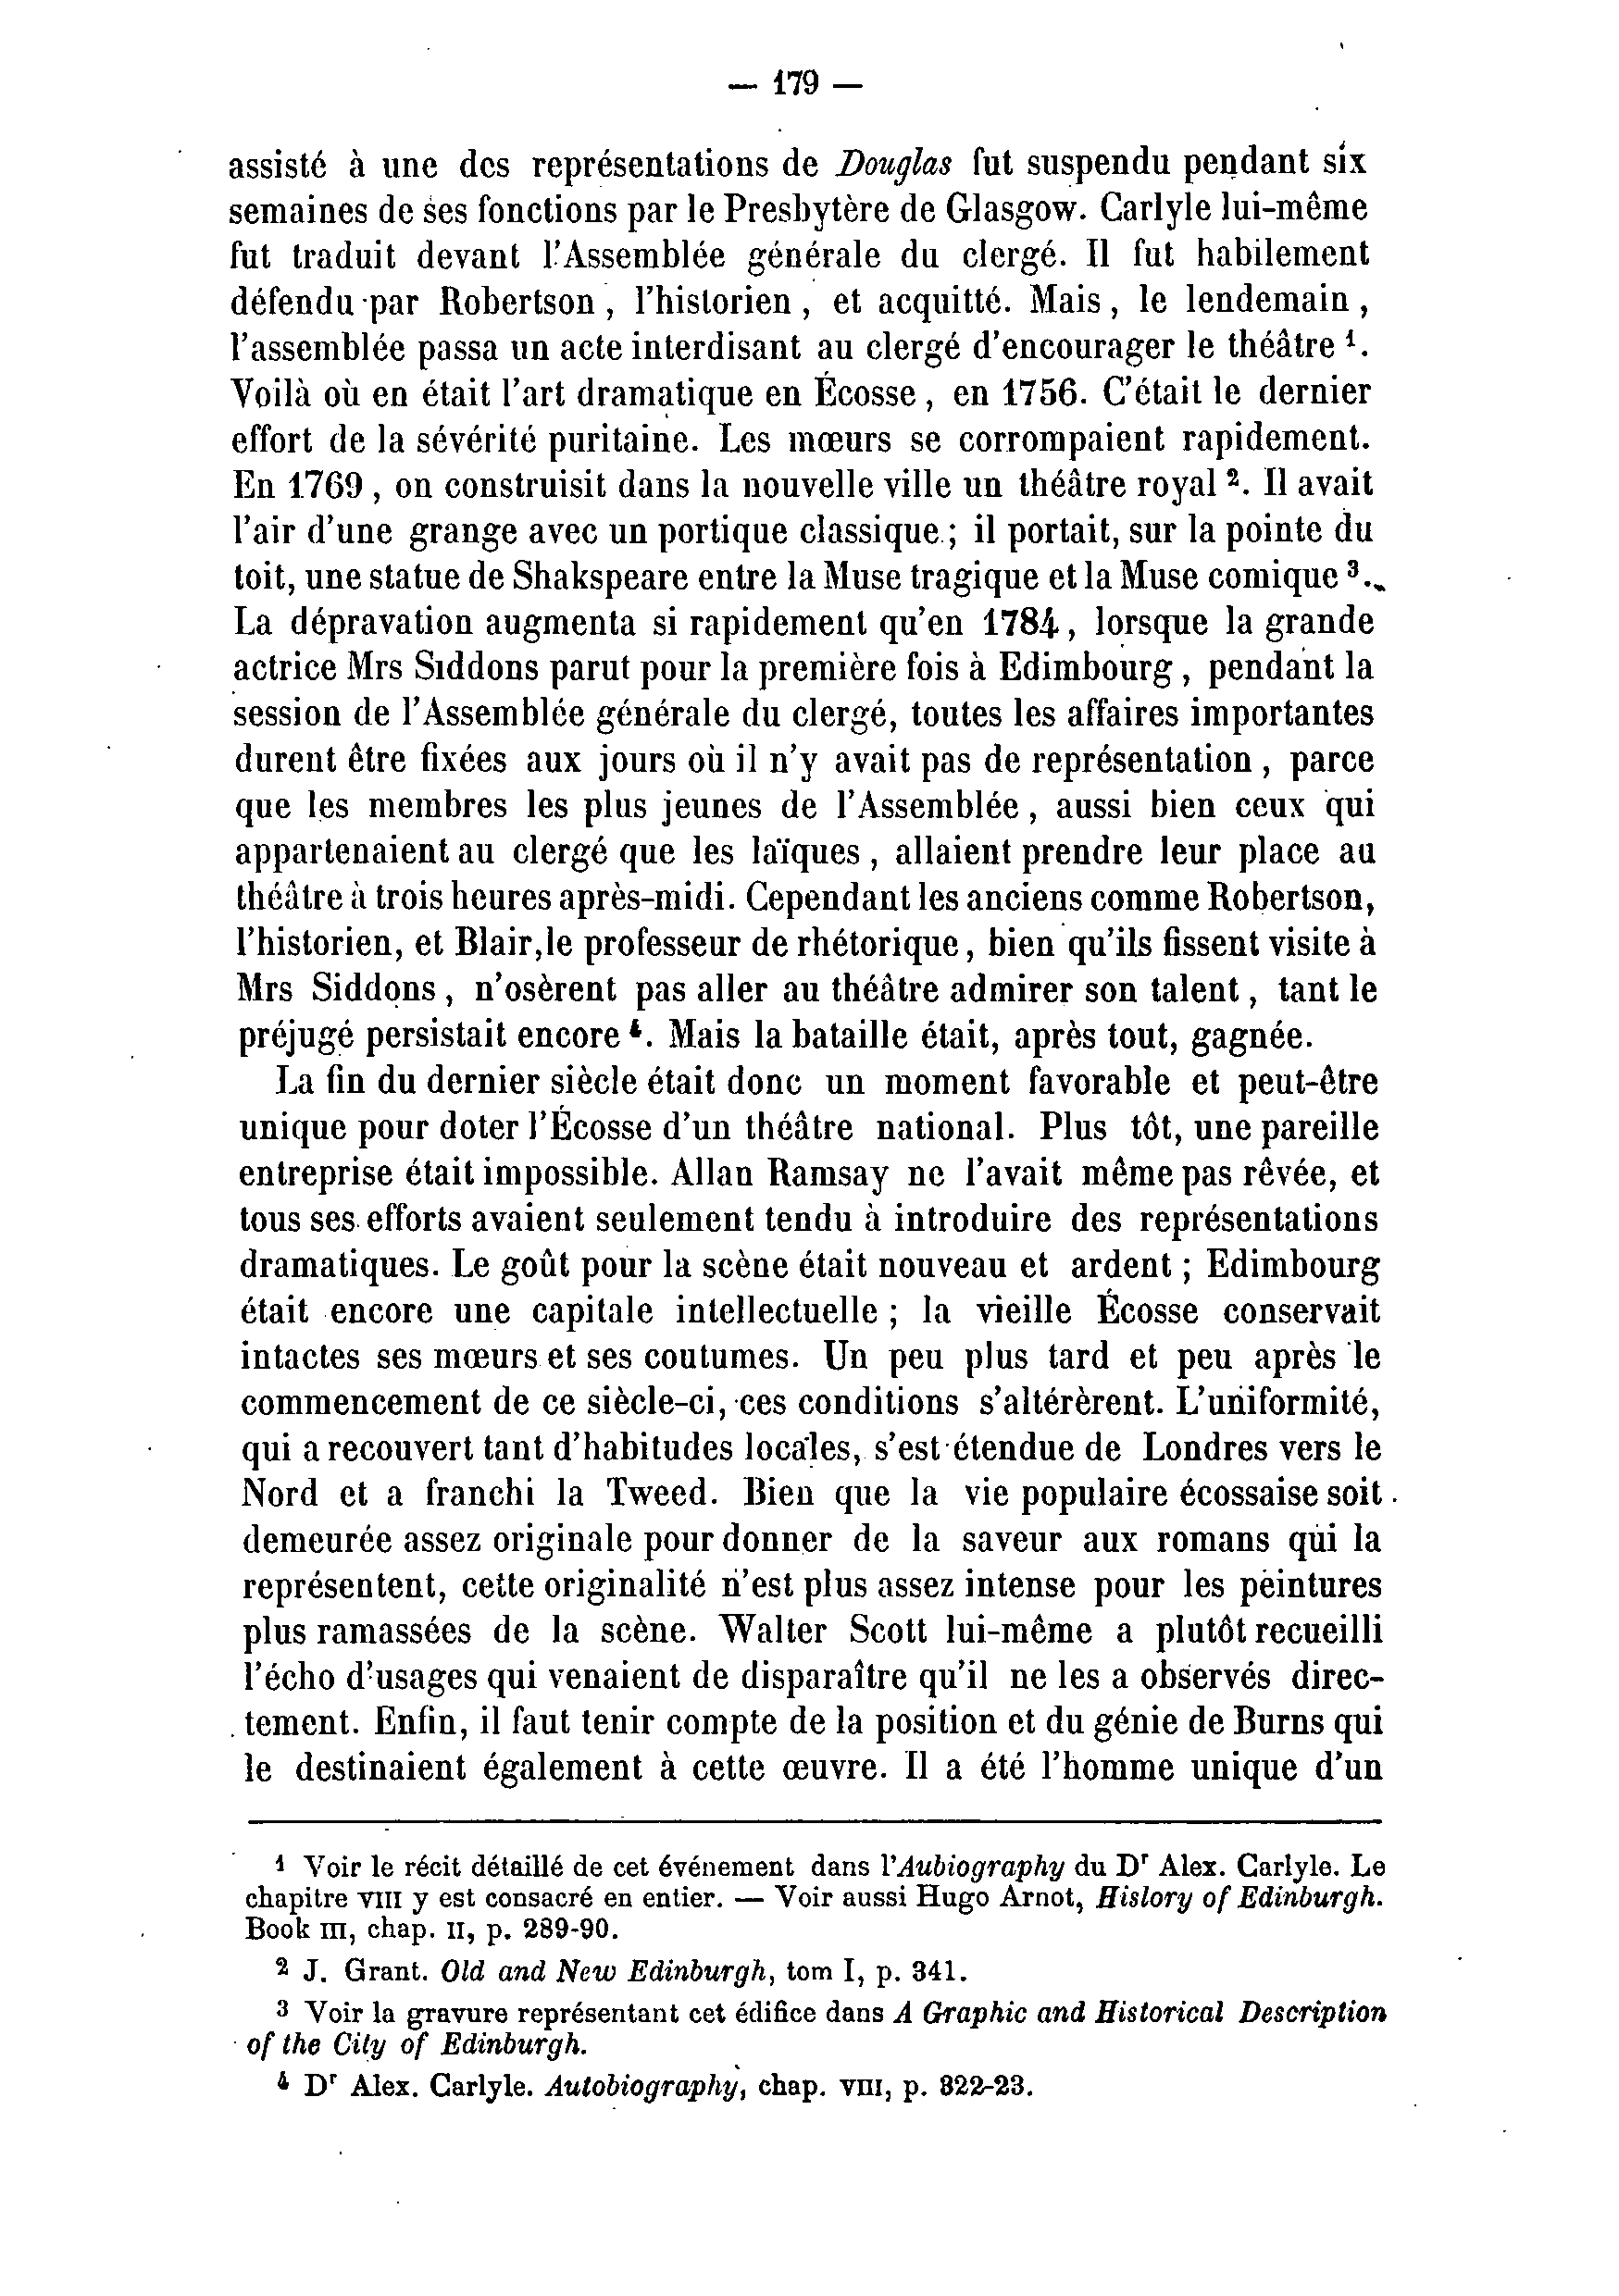 — 179 —
assisté à une des représentations de Douglas fut suspendu pendant six
semaines de ses fonctions par le Presbytère de Glasgow. Carlyle lui-même
fut traduit devant l'Assemblée générale du clergé. Il fut habilement
défendu par Robertson, l'historien, et acquitté. Mais, le lendemain,
l'assemblée passa un acte interdisant au clergé d'encourager le théâtre ¹.
Voilà où en était l'art dramatique en Écosse, en 1756. C'était le dernier
effort de la sévérité puritaine. Les mœurs se corrompaient rapidement.
En 1769, on construisit dans la nouvelle ville un théâtre royal ². Il avait
l'air d'une grange avec un portique classique; il portait, sur la pointe du
toit, une statue de Shakspeare entre la Muse tragique et la Muse comique ³.
La dépravation augmenta si rapidement qu'en 1784, lorsque la grande
actrice Mrs Siddons parut pour la première fois à Edimbourg, pendant la
session de l'Assemblée générale du clergé, toutes les affaires importantes
durent être fixées aux jours où il n'y avait pas de représentation, parce
que les membres les plus jeunes de l'Assemblée, aussi bien ceux qui
appartenaient au clergé que les laïques, allaient prendre leur place au
théâtre à trois heures après-midi. Cependant les anciens comme Robertson,
l'historien, et Blair, le professeur de rhétorique, bien qu'ils fissent visite à
Mrs Siddons, n'osèrent pas aller au théâtre admirer son talent, tant le
préjugé persistait encore ⁴. Mais la bataille était, après tout, gagnée.
La fin du dernier siècle était donc un moment favorable et peut-être
unique pour doter l'Écosse d'un théâtre national. Plus tôt, une pareille
entreprise était impossible. Allan Ramsay ne l'avait même pas rêvée, et
tous ses efforts avaient seulement tendu à introduire des représentations
dramatiques. Le goût pour la scène était nouveau et ardent; Edimbourg
était encore une capitale intellectuelle; la vieille Écosse conservait
intactes ses mœurs et ses coutumes. Un peu plus tard et peu après le
commencement de ce siècle-ci, ces conditions s'altérèrent. L'uniformité,
qui a recouvert tant d'habitudes locales, s'est étendue de Londres vers le
Nord et a franchi la Tweed. Bien que la vie populaire écossaise soit
demeurée assez originale pour donner de la saveur aux romans qui la
représentent, cette originalité n'est plus assez intense pour les peintures
plus ramassées de la scène. Walter Scott lui-même a plutôt recueilli
l'écho d'usages qui venaient de disparaître qu'il ne les a observés direc-
tement. Enfin, il faut tenir compte de la position et du génie de Burns qui
le destinaient également à cette œuvre. Il a été l'homme unique d'un
¹ Voir le récit détaillé de cet événement dans l'Aubiography du Dʳ Alex. Carlyle. Le
chapitre VIII y est consacré en entier. — Voir aussi Hugo Arnot, Hislory of Edinburgh.
Book III, chap. II, p. 289-90.
² J. Grant. Old and New Edinburgh, tom I, p. 341.
³ Voir la gravure représentant cet édifice dans A Graphic and Historical Description
of the City of Edinburgh.
⁴ Dʳ Alex. Carlyle. Autobiography, chap. VIII, p. 322-23.